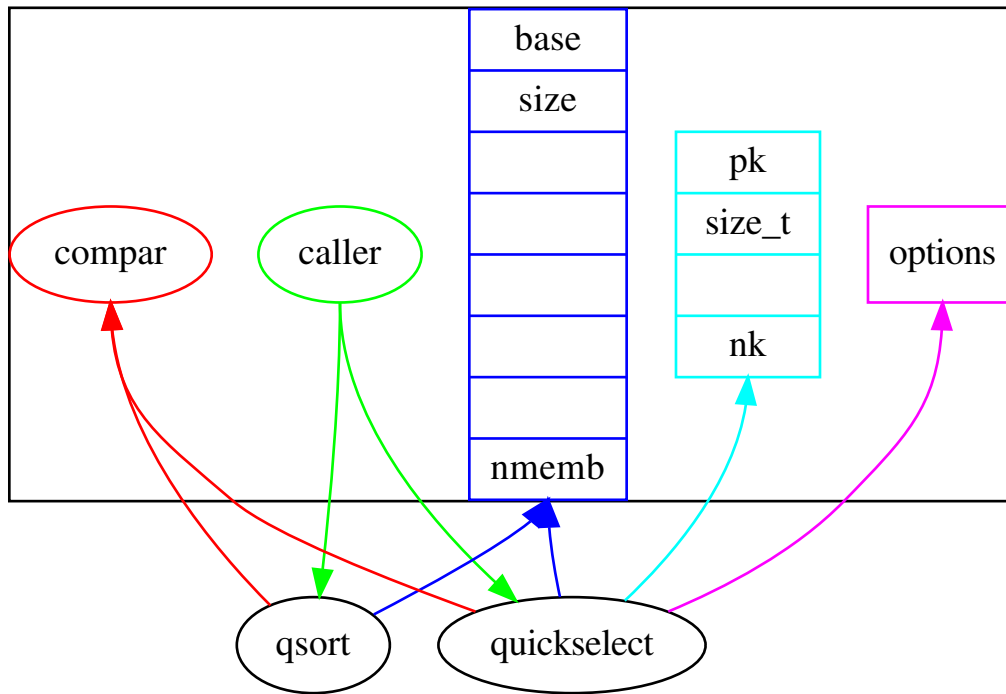 base
size
pk
size_t
compar
caller
options
nk
nmemb
qsort
quickselect